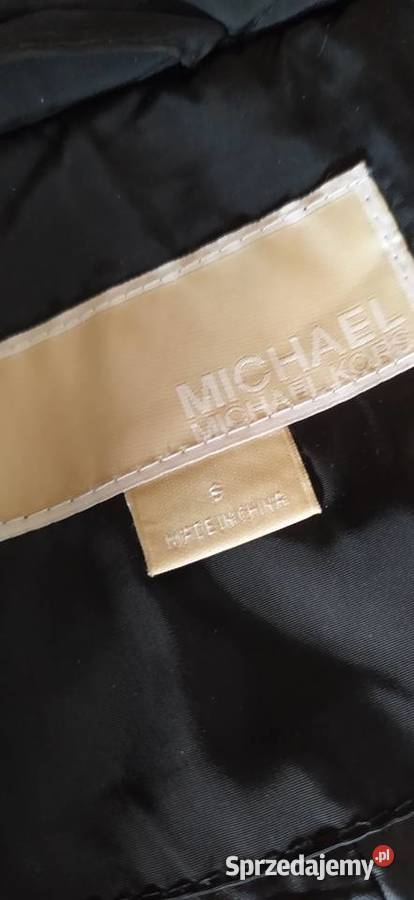 MICHAEL
MICHAEL KORS
S
MADE IN CHINA
Sprzedajemy.pl